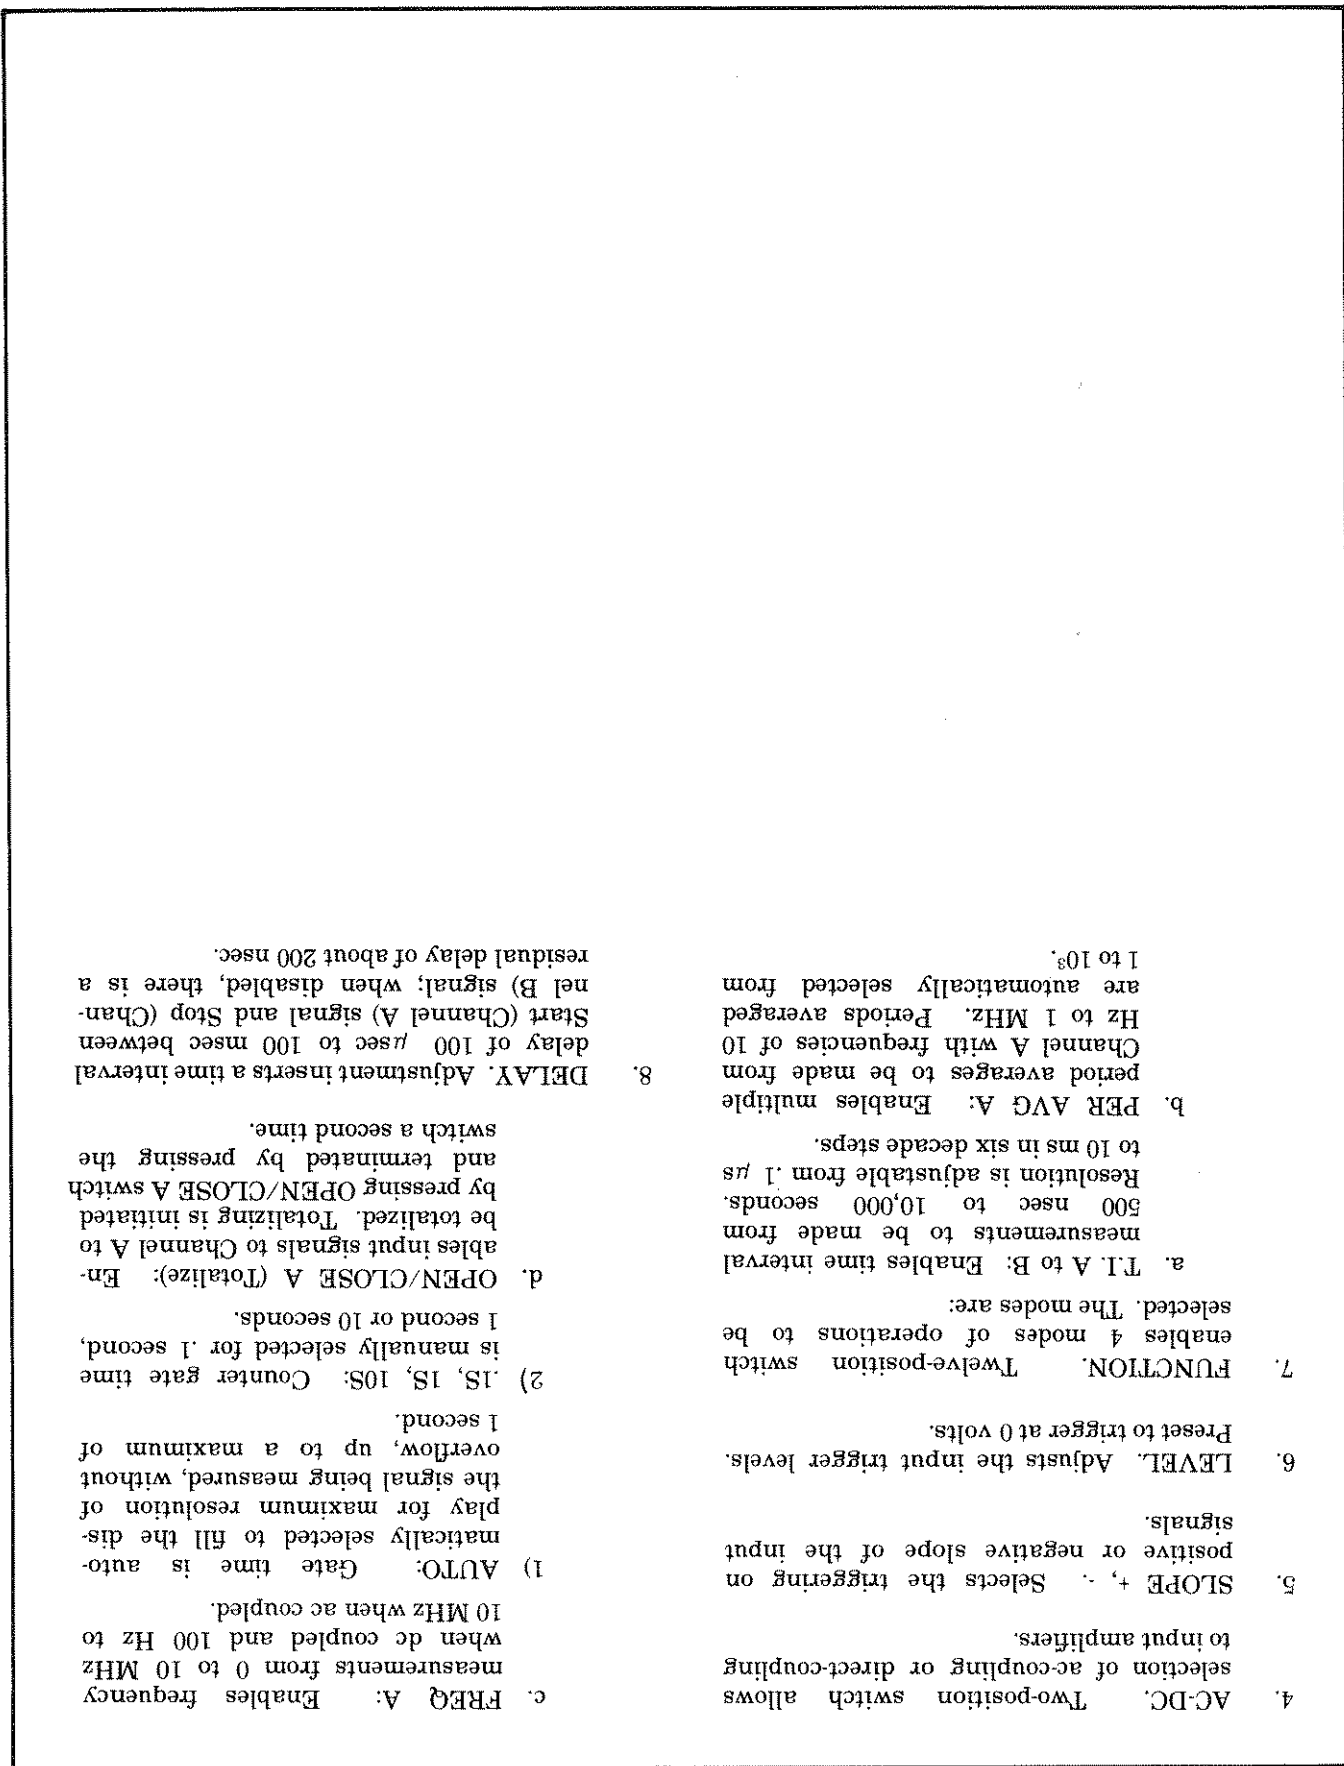 4. AC-DC. Two-position switch allows
selection of ac-coupling or direct-coupling
to input amplifiers.
5. SLOPE +, -. Selects the triggering on
positive or negative slope of the input
signals.
6. LEVEL. Adjusts the input trigger levels.
Preset to trigger at 0 volts.
7. FUNCTION. Twelve-position switch
enables 4 modes of operations to be
selected. The modes are:
a. T.I. A to B: Enables time interval
measurements to be made from
500 nsec to 10,000 seconds.
Resolution is adjustable from .1 μs
to 10 ms in six decade steps.
b. PER AVG A: Enables multiple
period averages to be made from
Channel A with frequencies of 10
Hz to 1 MHz. Periods averaged
are automatically selected from
1 to 10⁸.
c. FREQ A: Enables frequency
measurements from 0 to 10 MHz
when dc coupled and 100 Hz to
10 MHz when ac coupled.
1) AUTO: Gate time is auto-
matically selected to fill the dis-
play for maximum resolution of
the signal being measured, without
overflow, up to a maximum of
1 second.
2) .1S, 1S, 10S: Counter gate time
is manually selected for .1 second,
1 second or 10 seconds.
d. OPEN/CLOSE A (Totalize): En-
ables input signals to Channel A to
be totalized. Totalizing is initiated
by pressing OPEN/CLOSE A switch
and terminated by pressing the
switch a second time.
8. DELAY. Adjustment inserts a time interval
delay of 100 μsec to 100 msec between
Start (Channel A) signal and Stop (Chan-
nel B) signal; when disabled, there is a
residual delay of about 200 nsec.